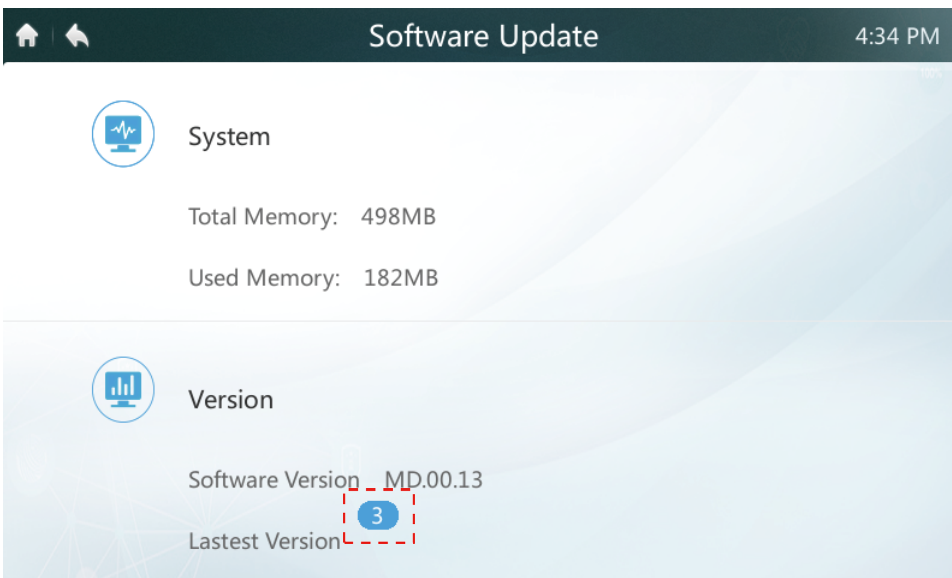 Software Update
4:34 PM
100%
System
Total Memory: 498MB
Used Memory: 182MB
Version
Software Version MD.00.13
3
Lastest Version